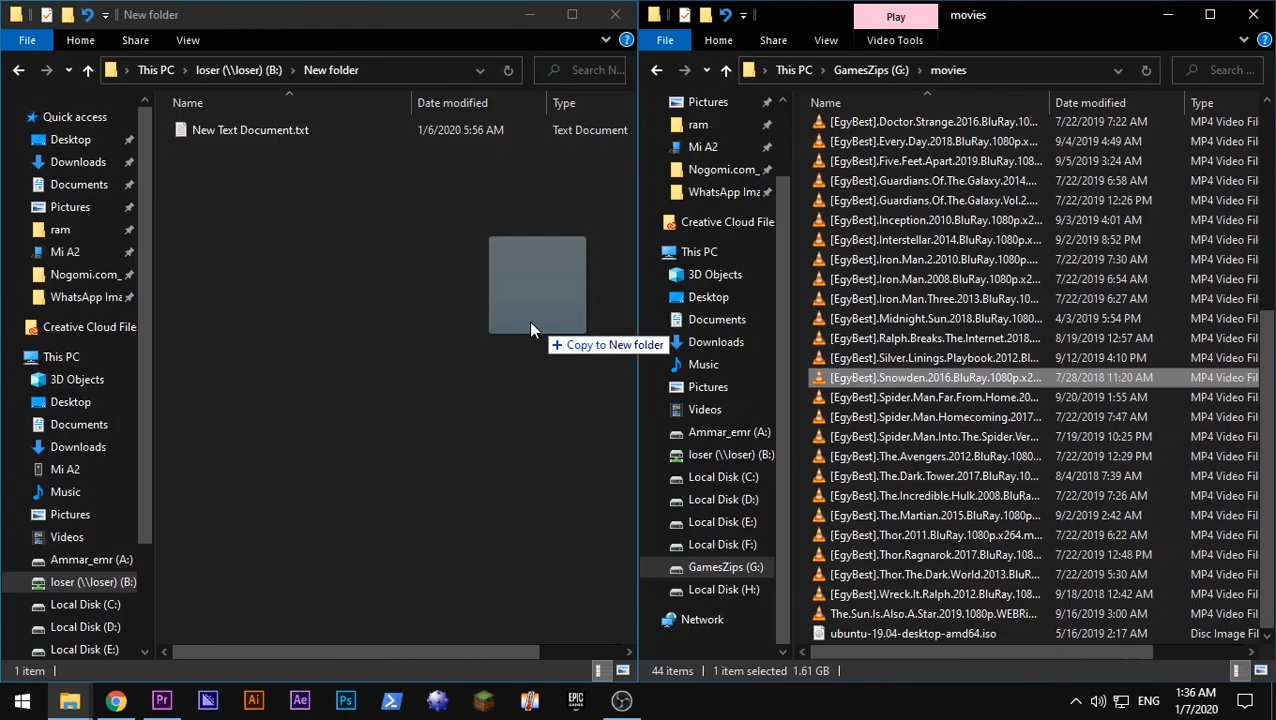 New folder
File Home Share View
This PC loser (\\loser) (B:) New folder
Search N...
Name Date modified Type
New Text Document.txt 1/6/2020 5:56 AM Text Document
Quick access
Desktop
Downloads
Documents
Pictures
ram
Mi A2
Nogomi.com_
WhatsApp Ima
Creative Cloud File
This PC
3D Objects
Desktop
Documents
Downloads
Mi A2
Music
Pictures
Videos
Ammar_emr (A:)
loser (\\loser) (B:)
Local Disk (C:)
Local Disk (D:)
Local Disk (E:)
1 item
+ Copy to New folder
Play movies
File Home Share View Video Tools
This PC GamesZips (G:) movies
Search ...
Pictures
ram
Mi A2
Nogomi.com_
WhatsApp Ima
Creative Cloud File
This PC
3D Objects
Desktop
Documents
Downloads
Music
Pictures
Videos
Ammar_emr (A:)
loser (\\loser) (B:)
Local Disk (C:)
Local Disk (D:)
Local Disk (E:)
Local Disk (F:)
GamesZips (G:)
Local Disk (H:)
Network
Name Date modified Type
[EgyBest].Doctor.Strange.2016.BluRay.10... 7/22/2019 7:22 AM MP4 Video Fil
[EgyBest].Every.Day.2018.BluRay.1080p.x... 9/4/2019 4:49 AM MP4 Video Fil
[EgyBest].Five.Feet.Apart.2019.BluRay.108... 9/5/2019 3:24 AM MP4 Video Fil
[EgyBest].Guardians.Of.The.Galaxy.2014.... 7/22/2019 6:58 AM MP4 Video Fil
[EgyBest].Guardians.Of.The.Galaxy.Vol.2.... 7/22/2019 12:26 PM MP4 Video Fil
[EgyBest].Inception.2010.BluRay.1080p.x... 9/3/2019 4:01 AM MP4 Video Fil
[EgyBest].Interstellar.2014.BluRay.1080p.x... 9/2/2019 8:52 PM MP4 Video Fil
[EgyBest].Iron.Man.2.2010.BluRay.1080p.... 7/22/2019 7:30 AM MP4 Video Fil
[EgyBest].Iron.Man.2008.BluRay.1080p.x2... 7/22/2019 6:54 AM MP4 Video Fil
[EgyBest].Iron.Man.Three.2013.BluRay.10... 7/22/2019 6:27 AM MP4 Video Fil
[EgyBest].Midnight.Sun.2018.BluRay.1080... 4/3/2019 5:54 PM MP4 Video Fil
[EgyBest].Ralph.Breaks.The.Internet.2018... 8/19/2019 12:57 AM MP4 Video Fil
[EgyBest].Silver.Linings.Playbook.2012.Bl... 9/12/2019 4:10 PM MP4 Video Fil
[EgyBest].Snowden.2016.BluRay.1080p.x2... 7/28/2018 11:20 AM MP4 Video Fil
[EgyBest].Spider.Man.Far.From.Home.20... 9/20/2019 1:55 AM MP4 Video Fil
[EgyBest].Spider.Man.Homecoming.2017... 7/22/2019 7:47 AM MP4 Video Fil
[EgyBest].Spider.Man.Into.The.Spider.Ver... 7/19/2019 10:25 PM MP4 Video Fil
[EgyBest].The.Avengers.2012.BluRay.1080... 7/22/2019 12:29 PM MP4 Video Fil
[EgyBest].The.Dark.Tower.2017.BluRay.10... 8/4/2018 7:39 AM MP4 Video Fil
[EgyBest].The.Incredible.Hulk.2008.BluRa... 7/22/2019 7:26 AM MP4 Video Fil
[EgyBest].The.Martian.2015.BluRay.1080p... 9/2/2019 2:42 AM MP4 Video Fil
[EgyBest].Thor.2011.BluRay.1080p.x264.m... 7/22/2019 6:22 AM MP4 Video Fil
[EgyBest].Thor.Ragnarok.2017.BluRay.108... 7/22/2019 12:48 PM MP4 Video Fil
[EgyBest].Thor.The.Dark.World.2013.BluR... 7/22/2019 5:30 AM MP4 Video Fil
[EgyBest].Wreck.It.Ralph.2012.BluRay.108... 9/18/2018 12:42 AM MP4 Video Fil
The.Sun.Is.Also.A.Star.2019.1080p.WEBRi... 9/16/2019 3:00 AM MP4 Video Fil
ubuntu-19.04-desktop-amd64.iso 5/16/2019 2:17 AM Disc Image Fi
44 items 1 item selected 1.61 GB
Pr Ai Ae Ps EPIC GAMES
ENG 1:36 AM
1/7/2020